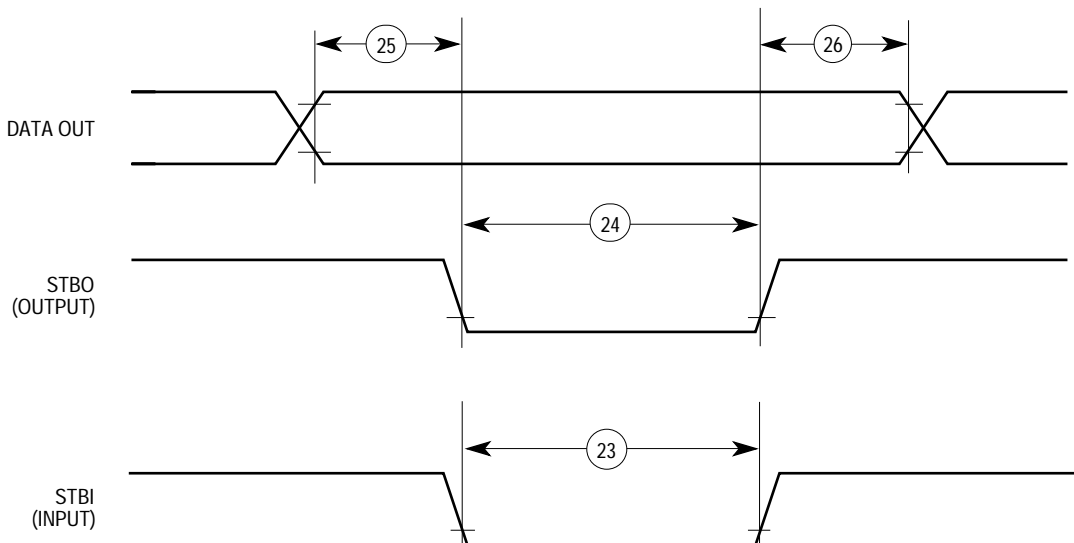 25
26
DATA OUT
24
STBO
(OUTPUT)
23
STBI
(INPUT)